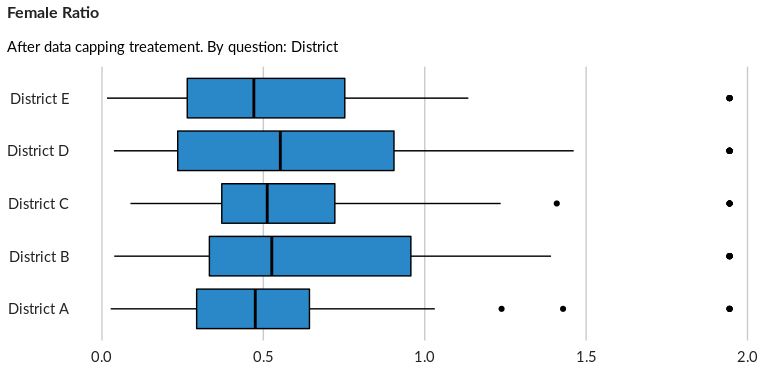 Female Ratio
After data capping treatement. By question: District
District E
District D
District C
District B
District A
0.0 0.5 1.0 1.5 2.0